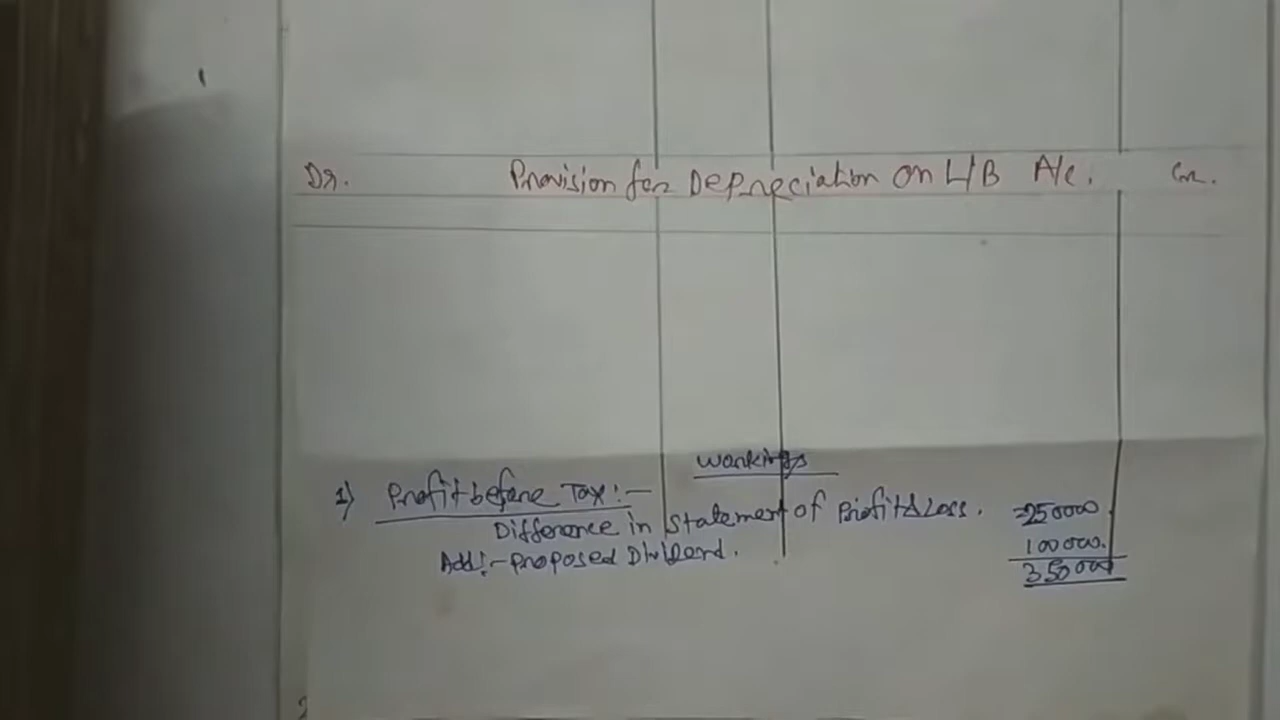 Dr. Provision for Depreciation on L/B A/c. Cr.
Workings
1) Profit before Tax :-
Difference in statement of Profit & Loss. = 250000
Add:- Proposed Dividend. 100000.
350000